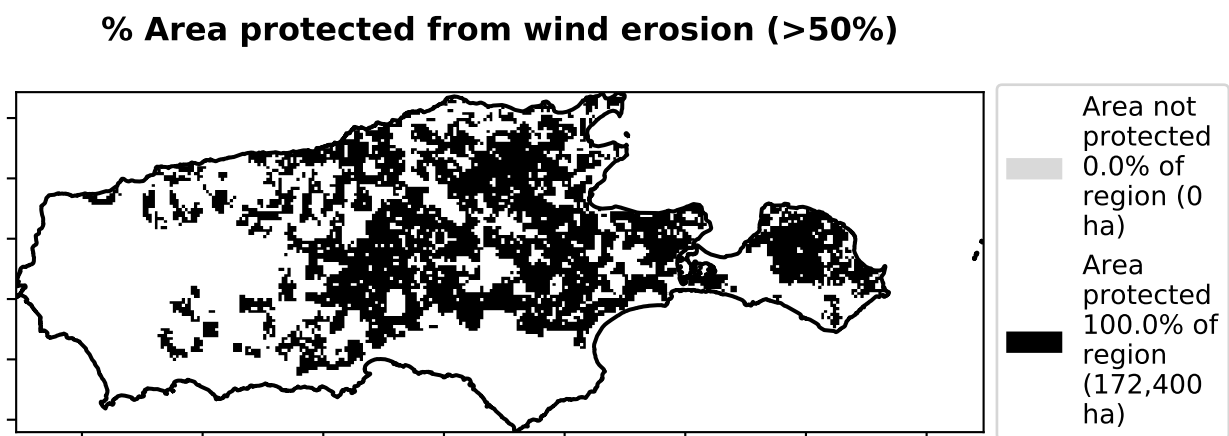 % Area protected from wind erosion (>50%)
Area not
protected
0.0% of
region (0
ha)
Area
protected
100.0% of
region
(172,400
ha)